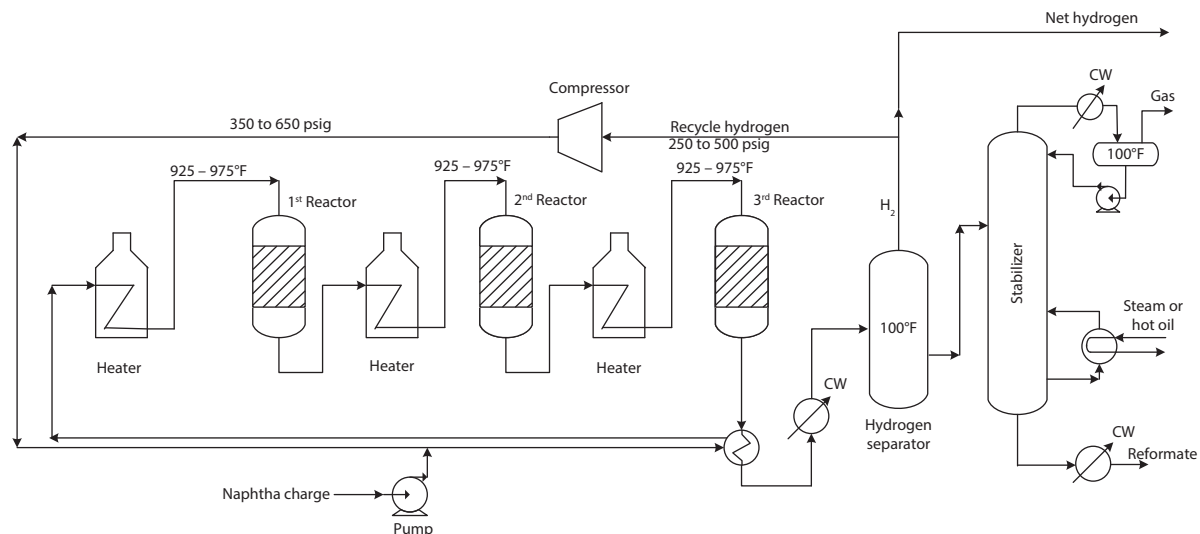 Net hydrogen
CW
Gas
Compressor
350 to 650 psig
Recycle hydrogen
250 to 500 psig
100°F
925 – 975°F
925 – 975°F
925 – 975°F
1st Reactor
2nd Reactor
3rd Reactor
H2
Stabilizer
Steam or
hot oil
100°F
Heater
Heater
Heater
CW
Hydrogen
separator
CW
Reformate
Naphtha charge
Pump